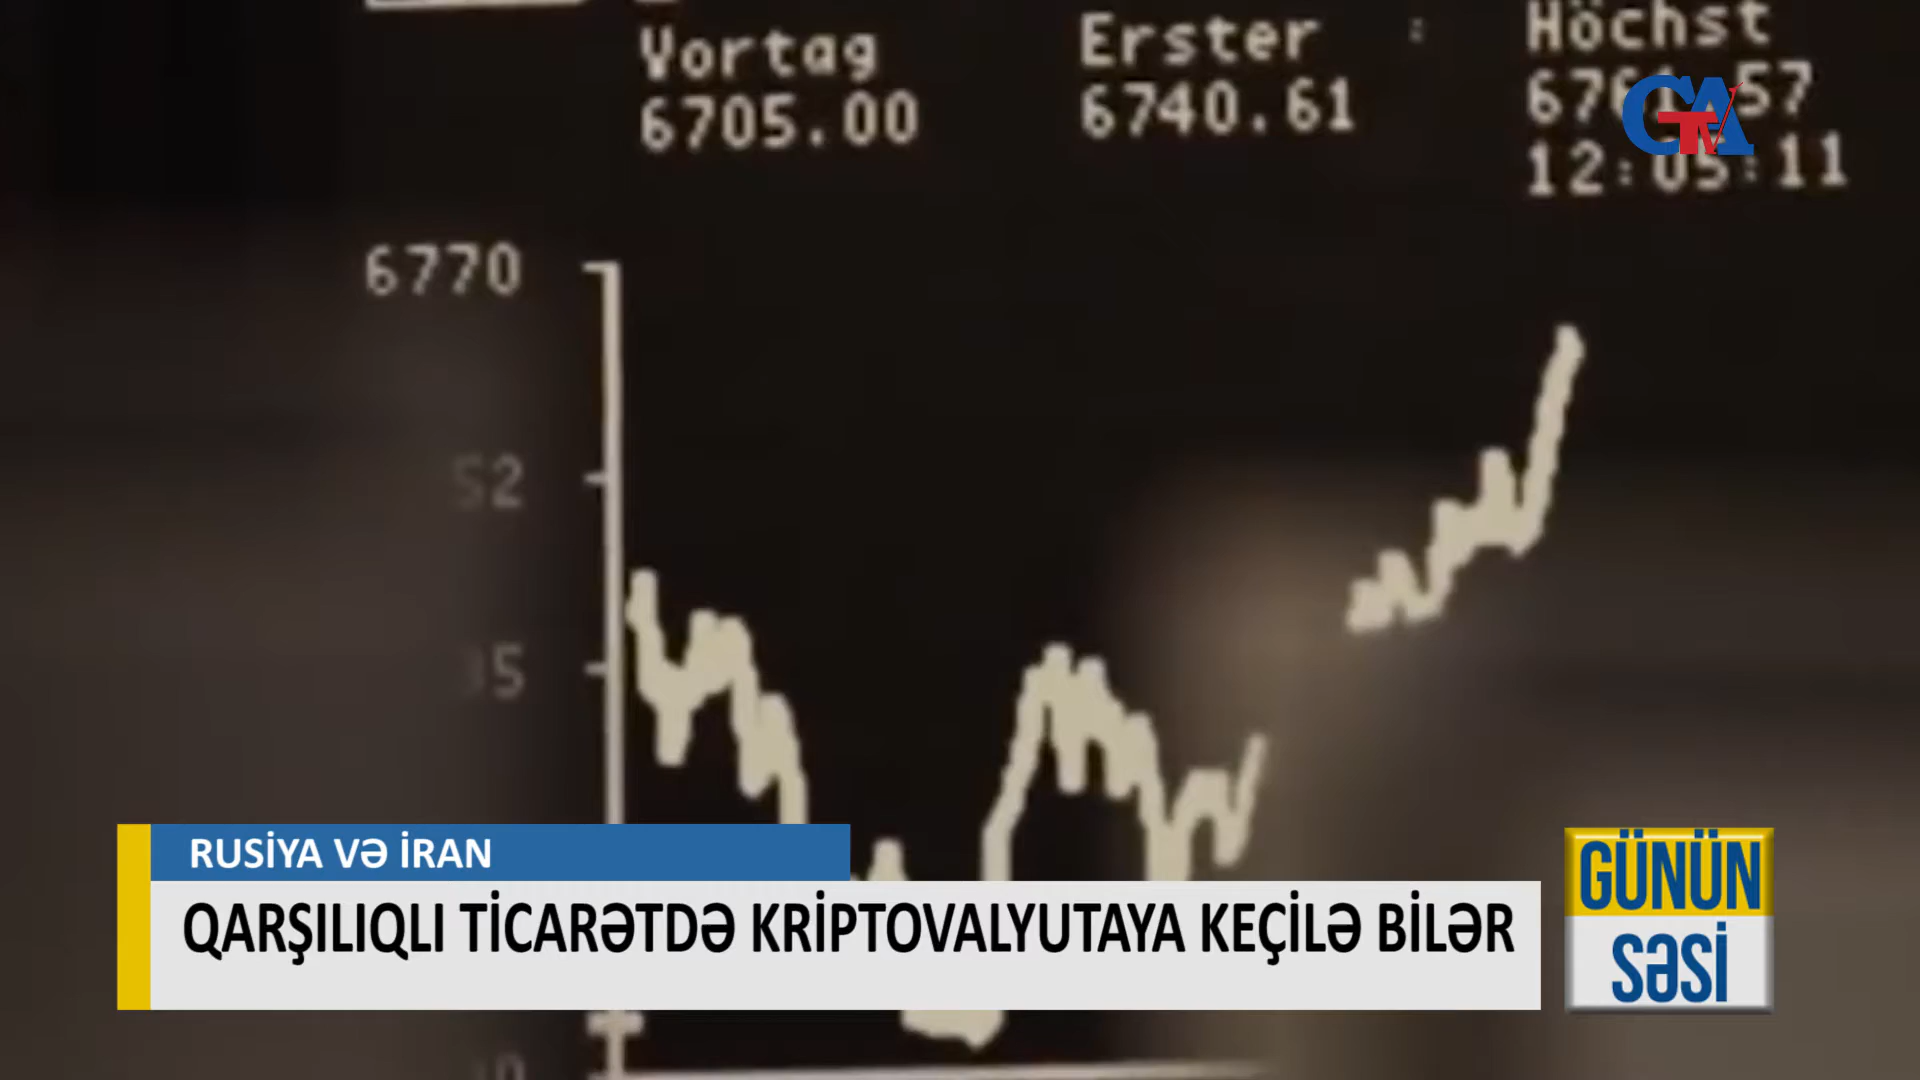 Vortag
6705.00
Erster
6740.61
:
Höchst
12:05:11
6770
52
RUSİYA VƏ İRAN
QARŞILIQLI TİCARƏTDƏ KRİPTOVALYUTAYA KEÇİLƏ BİLƏR
GÜNÜN
SƏSİ